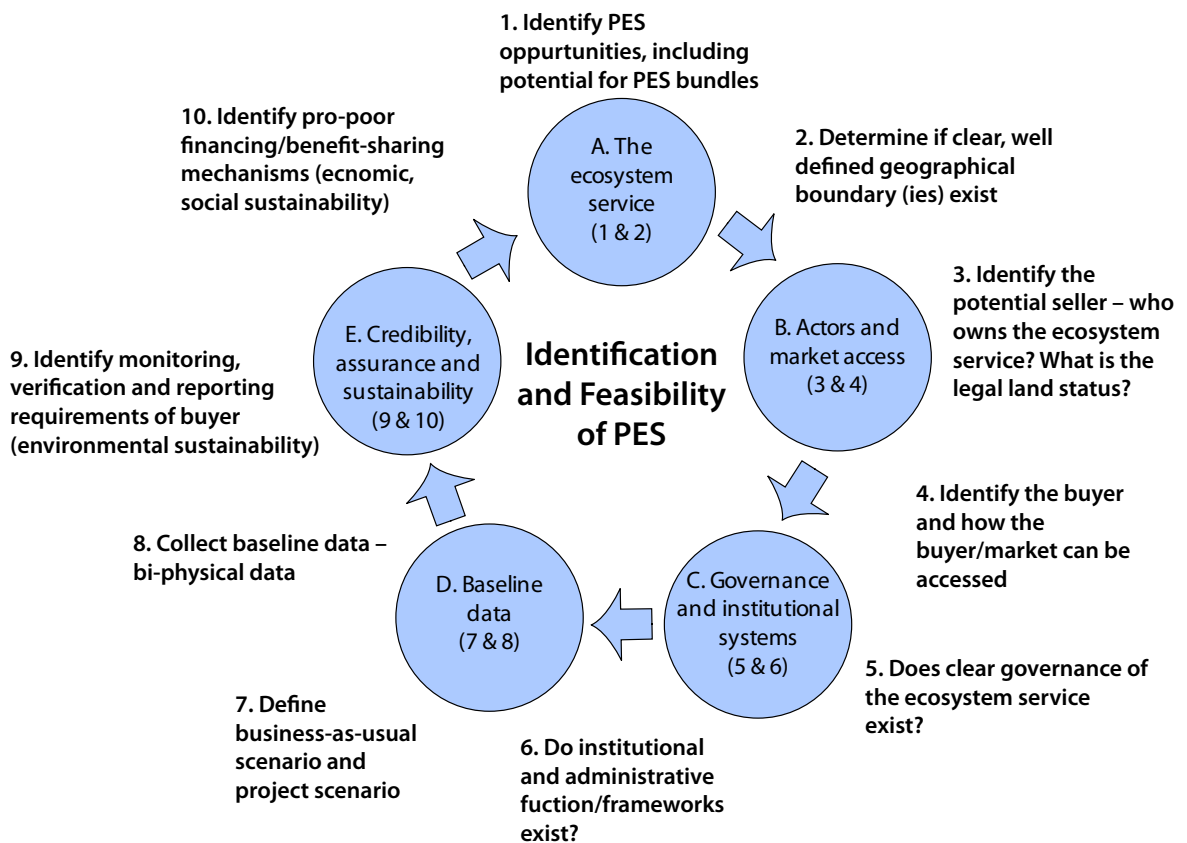 1. Identify PES
oppurtunities, including
potential for PES bundles
10. Identify pro-poor
financing/benefit-sharing
mechanisms (ecnomic,
social sustainability)
A. The
ecosystem
service
(1 & 2)
2. Determine if clear, well
defined geographical
boundary (ies) exist
3. Identify the
potential seller – who
owns the ecosystem
service? What is the
legal land status?
B. Actors and
market access
(3 & 4)
E. Credibility,
assurance and
sustainability
(9 & 10)
Identification
and Feasibility
of PES
9. Identify monitoring,
verification and reporting
requirements of buyer
(environmental sustainability)
4. Identify the buyer
and how the
buyer/market can be
accessed
8. Collect baseline data –
bi-physical data
D. Baseline
data
(7 & 8)
C. Governance
and institutional
systems
(5 & 6)
5. Does clear governance of
the ecosystem service
exist?
7. Define
business-as-usual
scenario and
project scenario
6. Do institutional
and administrative
fuction/frameworks
exist?